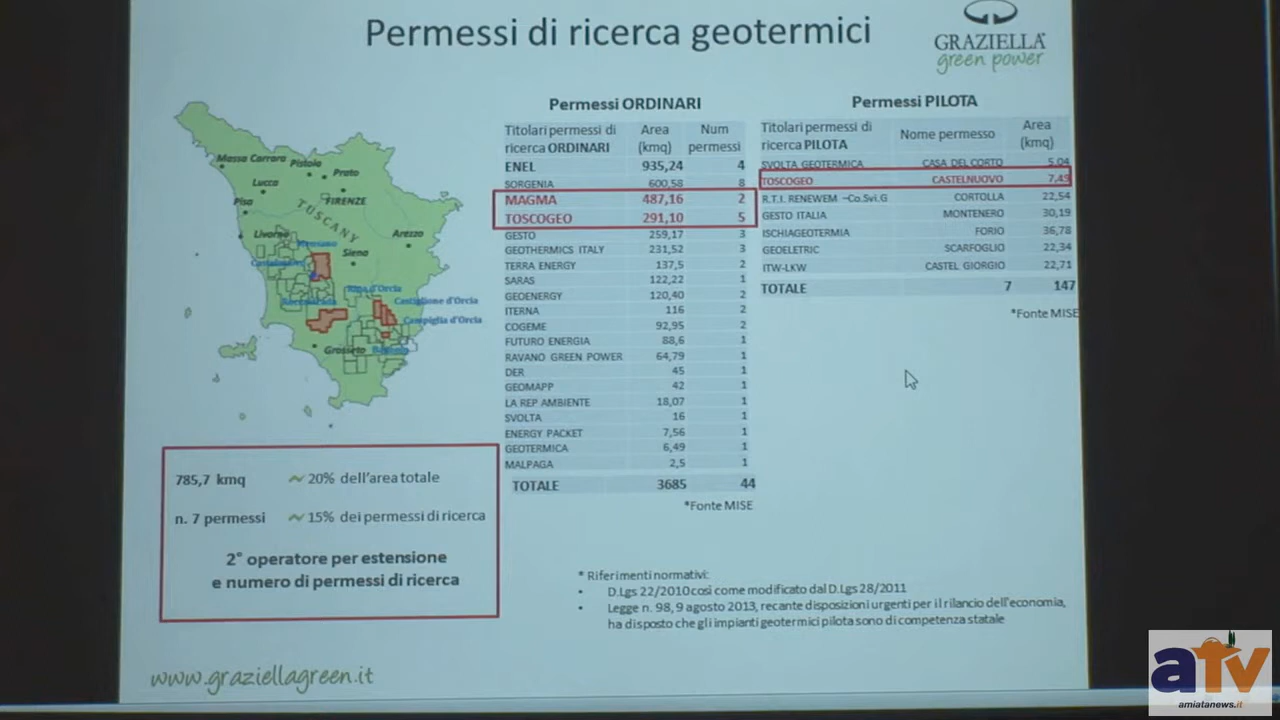 Permessi di ricerca geotermici
GRAZIELLA
green power
Massa Carrara
Pistoia
Prato
Lucca
Pisa
FIRENZE
TUSCANY
Livorno
Arezzo
Siena
Castiglione d'Orcia
Campiglia d'Orcia
Grosseto
Permessi ORDINARI
Titolari permessi di ricerca ORDINARI Area (kmq) Num permessi
ENEL 935,24 4
SORGENIA 600,58 8
MAGMA 487,16 2
TOSCOGEO 291,10 5
GESTO 259,17 3
GEOTHERMICS ITALY 231,52 3
TERRA ENERGY 137,5 2
SARAS 122,22 1
GEOENERGY 120,40 2
ITERNA 116 2
COGEME 92,95 2
FUTURO ENERGIA 88,6 1
RAVANO GREEN POWER 64,79 1
DER 45 1
GEOMAPP 42 1
LA REP AMBIENTE 18,07 1
SVOLTA 16 1
ENERGY PACKET 7,56 1
GEOTERMICA 6,49 1
MALPAGA 2,5 1
TOTALE 3685 44
*Fonte MISE
Permessi PILOTA
Titolari permessi di ricerca PILOTA Nome permesso Area (kmq)
SVOLTA GEOTERMICA CASA DEL CORTO 5,04
TOSCOGEO CASTELNUOVO 7,49
R.T.I. RENEWEM –Co.Svi.G CORTOLLA 22,54
GESTO ITALIA MONTENERO 30,19
ISCHIAGEOTERMIA FORIO 36,78
GEOELETRIC SCARFOGLIO 22,34
ITW-LKW CASTEL GIORGIO 22,71
TOTALE 7 147
*Fonte MISE
785,7 kmq ~ 20% dell'area totale
n. 7 permessi ~ 15% dei permessi di ricerca
2° operatore per estensione
e numero di permessi di ricerca
* Riferimenti normativi:
• D.Lgs 22/2010 così come modificato dal D.Lgs 28/2011
• Legge n. 98, 9 agosto 2013, recante disposizioni urgenti per il rilancio dell'economia,
ha disposto che gli impianti geotermici pilota sono di competenza statale
www.graziellagreen.it
aTv
amiatanews.it